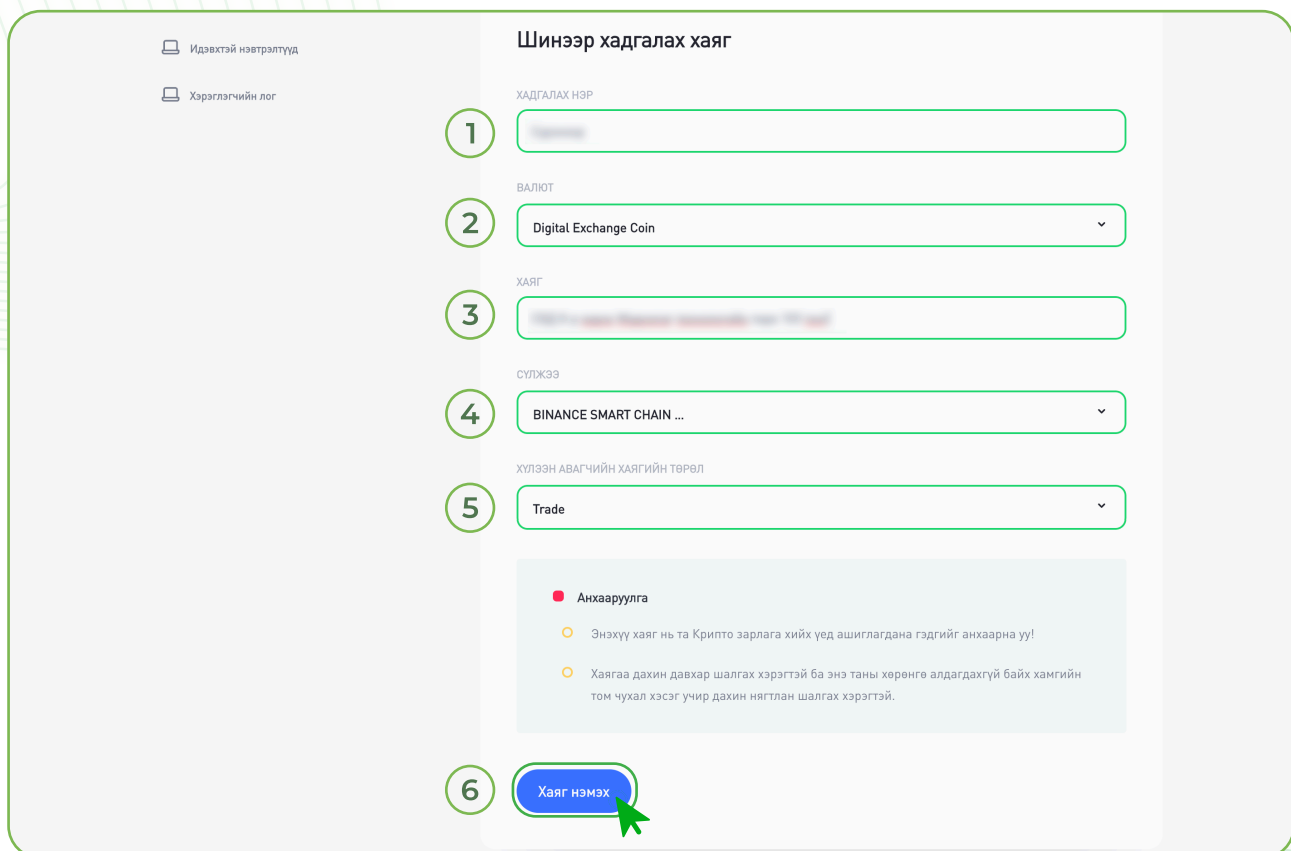 Идэвхтэй нэвтрэлтүүд
Хэрэглэгчийн лог
Шинээр хадгалах хаяг
ХАДГАЛАХ НЭР
1
ВАЛЮТ
2
Digital Exchange Coin
ХАЯГ
3
СҮЛЖЭЭ
4
BINANCE SMART CHAIN ...
ХҮЛЭЭН АВАГЧИЙН ХАЯГИЙН ТӨРӨЛ
5
Trade
Анхааруулга
Энэхүү хаяг нь та Крипто зарлага хийх үед ашиглагдана гэдгийг анхаарна уу!
Хаягаа дахин давхар шалгах хэрэгтэй ба энэ таны хөрөнгө алдагдахгүй байх хамгийн
том чухал хэсэг учир дахин нягтлан шалгах хэрэгтэй.
6
Хаяг нэмэх